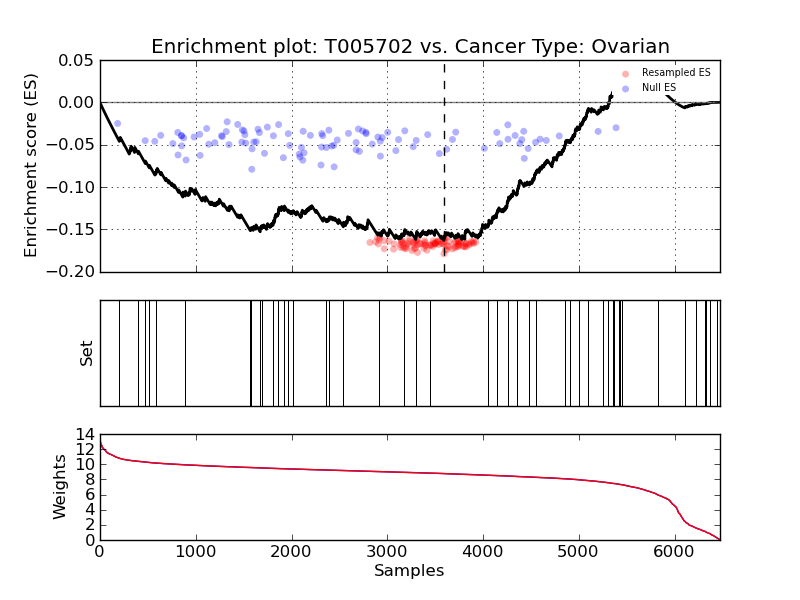 Enrichment plot: T005702 vs. Cancer Type: Ovarian
0.05
0.00
−0.05
−0.10
−0.15
−0.20
Enrichment score (ES)
Resampled ES
Null ES
Set
14
12
10
8
6
4
2
0
Weights
0 1000 2000 3000 4000 5000 6000
Samples